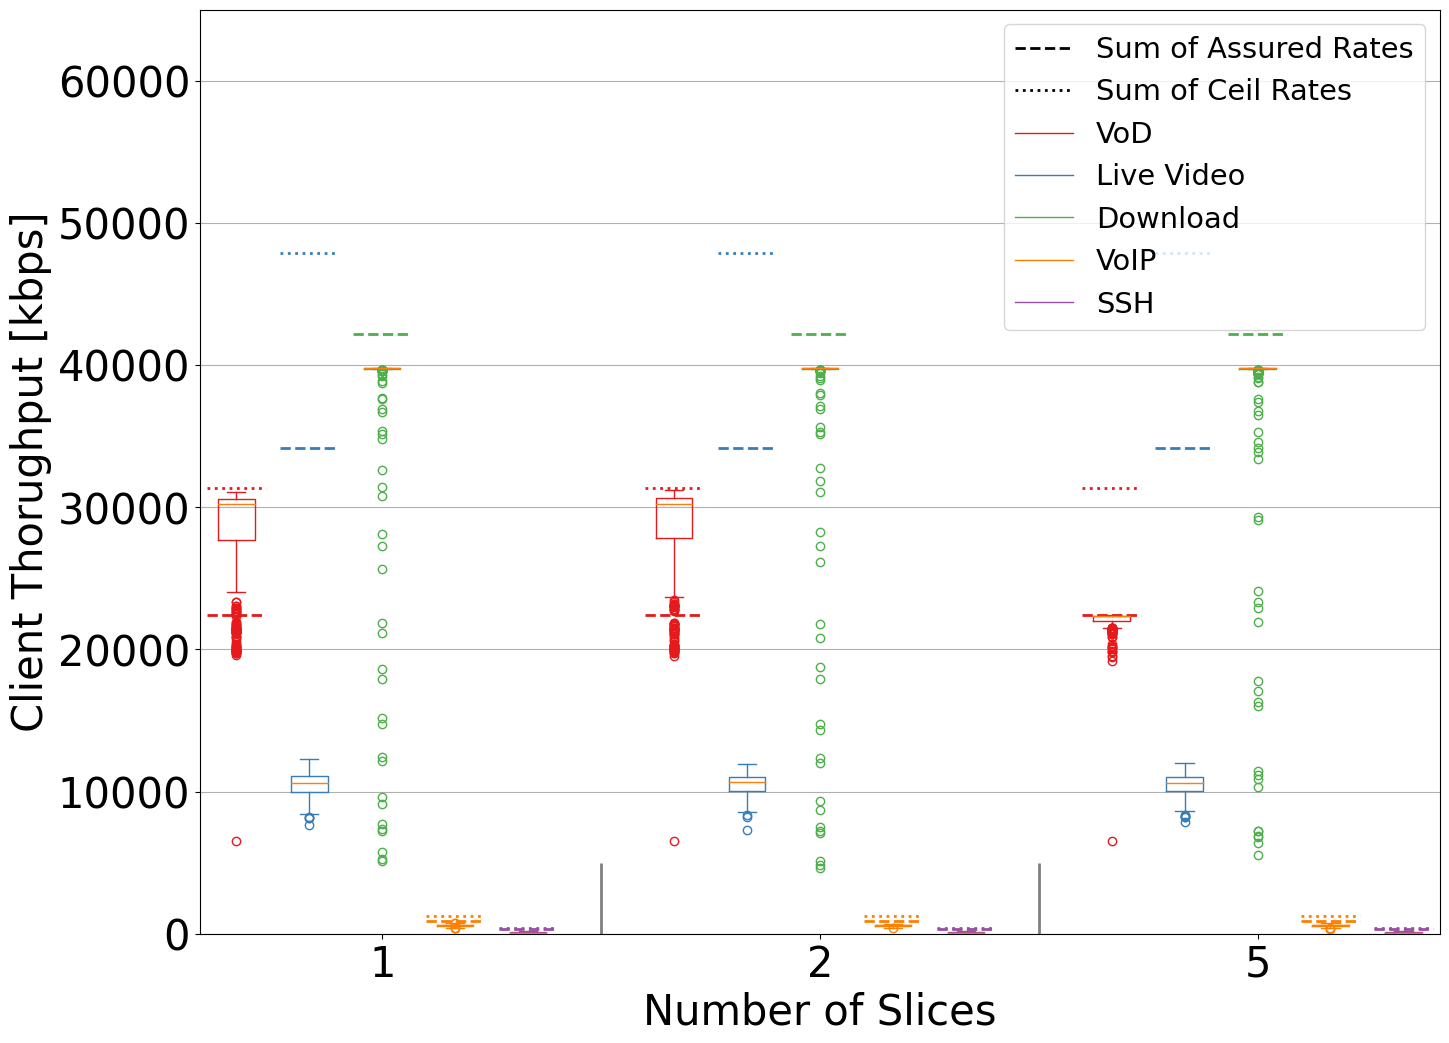 Client Thorughput [kbps]
60000
50000
40000
30000
20000
10000
0
Sum of Assured Rates
Sum of Ceil Rates
VoD
Live Video
Download
VoIP
SSH
1
2
5
Number of Slices